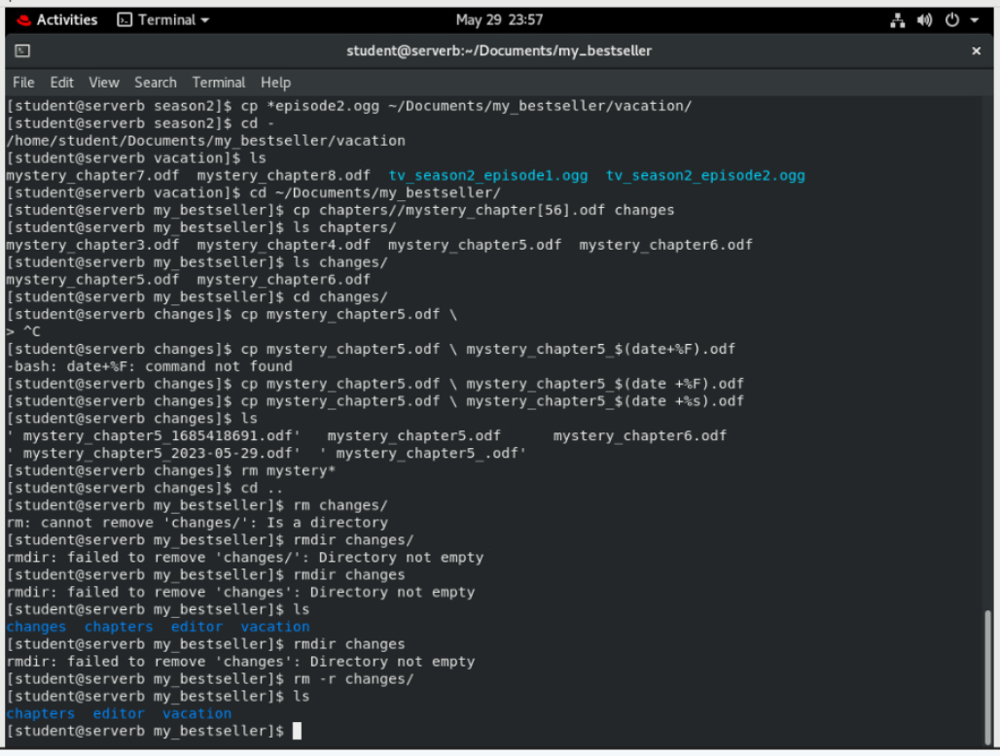 Activities Terminal May 29 23:57
student@serverb:~/Documents/my_bestseller ×
File Edit View Search Terminal Help
[student@serverb season2]$ cp *episode2.ogg ~/Documents/my_bestseller/vacation/
[student@serverb season2]$ cd -
/home/student/Documents/my_bestseller/vacation
[student@serverb vacation]$ ls
mystery_chapter7.odf  mystery_chapter8.odf  tv_season2_episode1.ogg  tv_season2_episode2.ogg
[student@serverb vacation]$ cd ~/Documents/my_bestseller/
[student@serverb my_bestseller]$ cp chapters//mystery_chapter[56].odf changes
[student@serverb my_bestseller]$ ls chapters/
mystery_chapter3.odf  mystery_chapter4.odf  mystery_chapter5.odf  mystery_chapter6.odf
[student@serverb my_bestseller]$ ls changes/
mystery_chapter5.odf  mystery_chapter6.odf
[student@serverb my_bestseller]$ cd changes/
[student@serverb changes]$ cp mystery_chapter5.odf \
> ^C
[student@serverb changes]$ cp mystery_chapter5.odf \ mystery_chapter5_$(date+%F).odf
-bash: date+%F: command not found
[student@serverb changes]$ cp mystery_chapter5.odf \ mystery_chapter5_$(date +%F).odf
[student@serverb changes]$ cp mystery_chapter5.odf \ mystery_chapter5_$(date +%s).odf
[student@serverb changes]$ ls
' mystery_chapter5_1685418691.odf'   mystery_chapter5.odf      mystery_chapter6.odf
' mystery_chapter5_2023-05-29.odf'  ' mystery_chapter5_.odf'
[student@serverb changes]$ rm mystery*
[student@serverb changes]$ cd ..
[student@serverb my_bestseller]$ rm changes/
rm: cannot remove 'changes/': Is a directory
[student@serverb my_bestseller]$ rmdir changes/
rmdir: failed to remove 'changes/': Directory not empty
[student@serverb my_bestseller]$ rmdir changes
rmdir: failed to remove 'changes': Directory not empty
[student@serverb my_bestseller]$ ls
changes  chapters  editor  vacation
[student@serverb my_bestseller]$ rmdir changes
rmdir: failed to remove 'changes': Directory not empty
[student@serverb my_bestseller]$ rm -r changes/
[student@serverb my_bestseller]$ ls
chapters  editor  vacation
[student@serverb my_bestseller]$